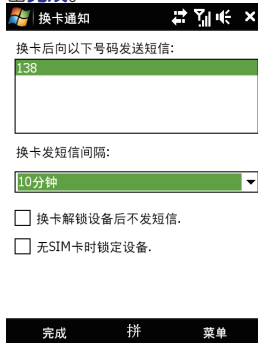 换卡通知
换卡后向以下号码发送短信:
138
换卡发短信间隔:
10分钟
换卡解锁设备后不发短信.
无SIM卡时锁定设备.
完成 拼 菜单